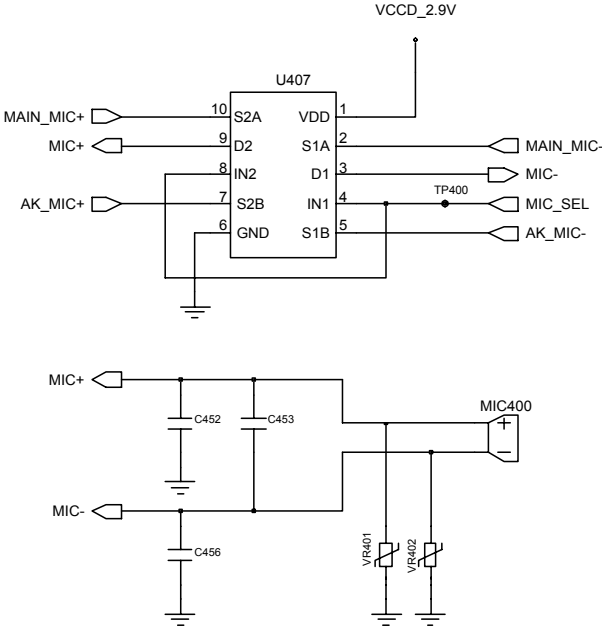 VCCD_2.9V
U407
MAIN_MIC+ 10 S2A VDD 1
MIC+ 9 D2 S1A 2 MAIN_MIC-
8 IN2 D1 3 MIC-
AK_MIC+ 7 S2B IN1 4 TP400 MIC_SEL
6 GND S1B 5 AK_MIC-
MIC+
C452 C453
MIC400
+
−
MIC-
C456
VR401 VR402